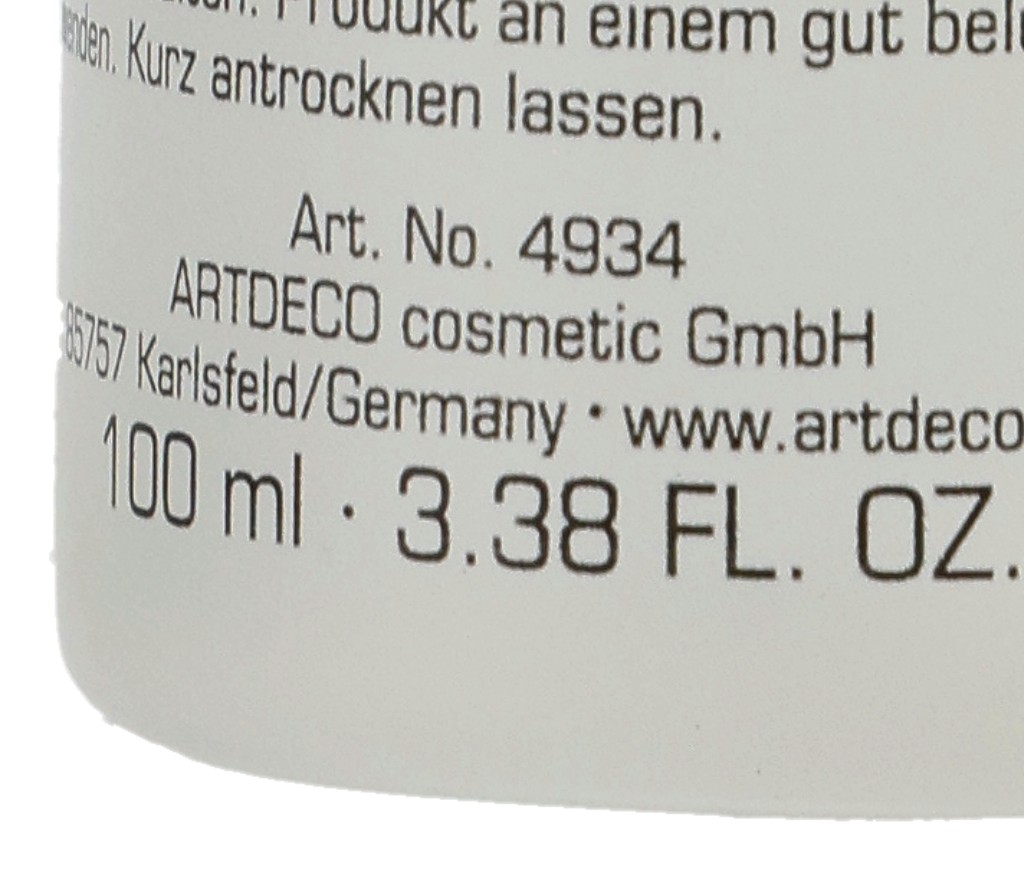 Produkt an einem gut
Kurz antrocknen lassen.
Art. No. 4934
ARTDECO cosmetic GmbH
85757 Karlsfeld/Germany · www.artdeco
100 ml · 3.38 FL. OZ.